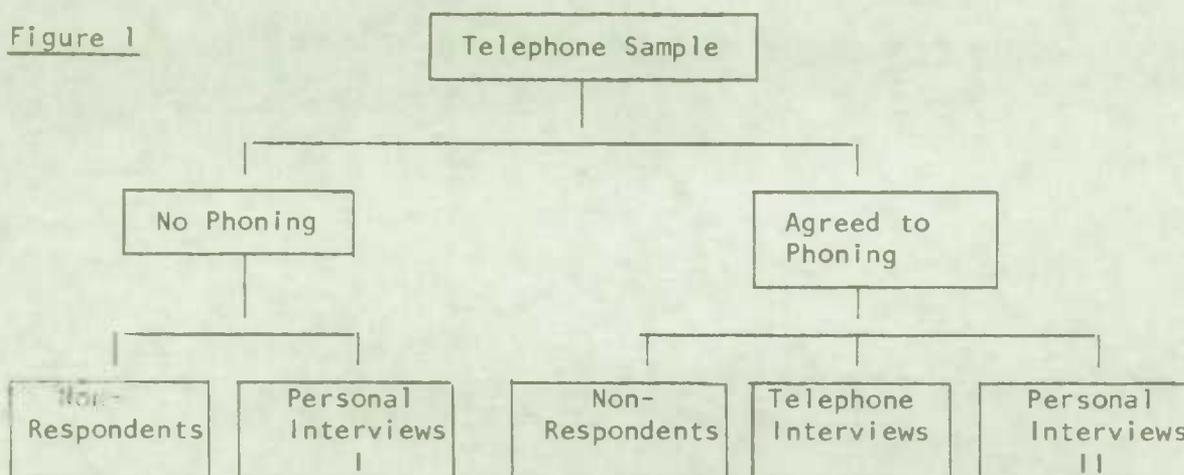 Figure 1
Telephone Sample
No Phoning
Agreed to
Phoning
Non-
Respondents
Personal
Interviews
I
Non-
Respondents
Telephone
Interviews
Personal
Interviews
II